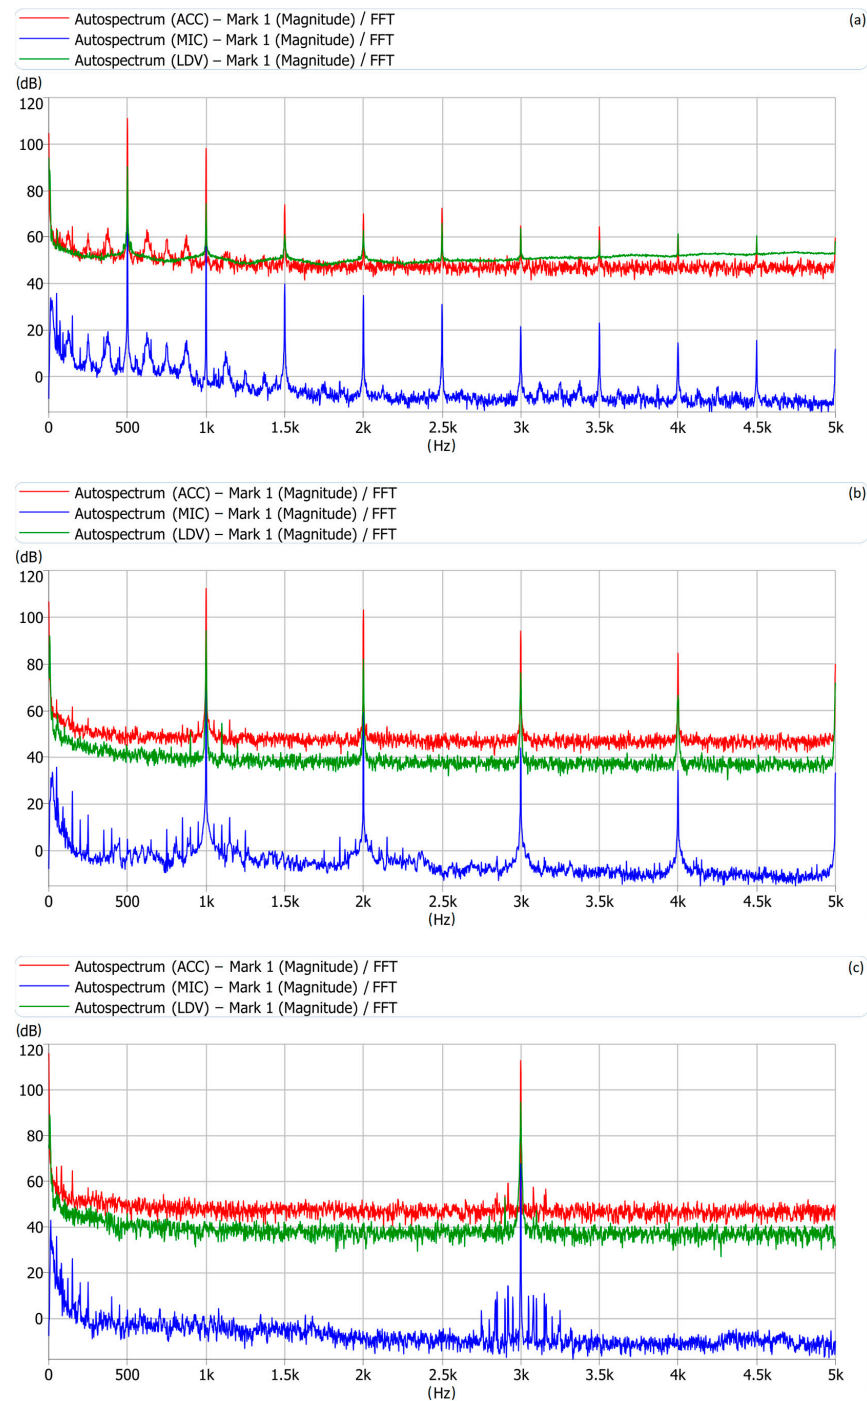 Autospectrum (ACC) – Mark 1 (Magnitude) / FFT (a)
Autospectrum (MIC) – Mark 1 (Magnitude) / FFT
Autospectrum (LDV) – Mark 1 (Magnitude) / FFT
(dB)
120
100
80
60
40
20
0
0 500 1k 1.5k 2k 2.5k 3k 3.5k 4k 4.5k 5k
(Hz)
Autospectrum (ACC) – Mark 1 (Magnitude) / FFT (b)
Autospectrum (MIC) – Mark 1 (Magnitude) / FFT
Autospectrum (LDV) – Mark 1 (Magnitude) / FFT
(dB)
120
100
80
60
40
20
0
0 500 1k 1.5k 2k 2.5k 3k 3.5k 4k 4.5k 5k
(Hz)
Autospectrum (ACC) – Mark 1 (Magnitude) / FFT (c)
Autospectrum (MIC) – Mark 1 (Magnitude) / FFT
Autospectrum (LDV) – Mark 1 (Magnitude) / FFT
(dB)
120
100
80
60
40
20
0
0 500 1k 1.5k 2k 2.5k 3k 3.5k 4k 4.5k 5k
(Hz)